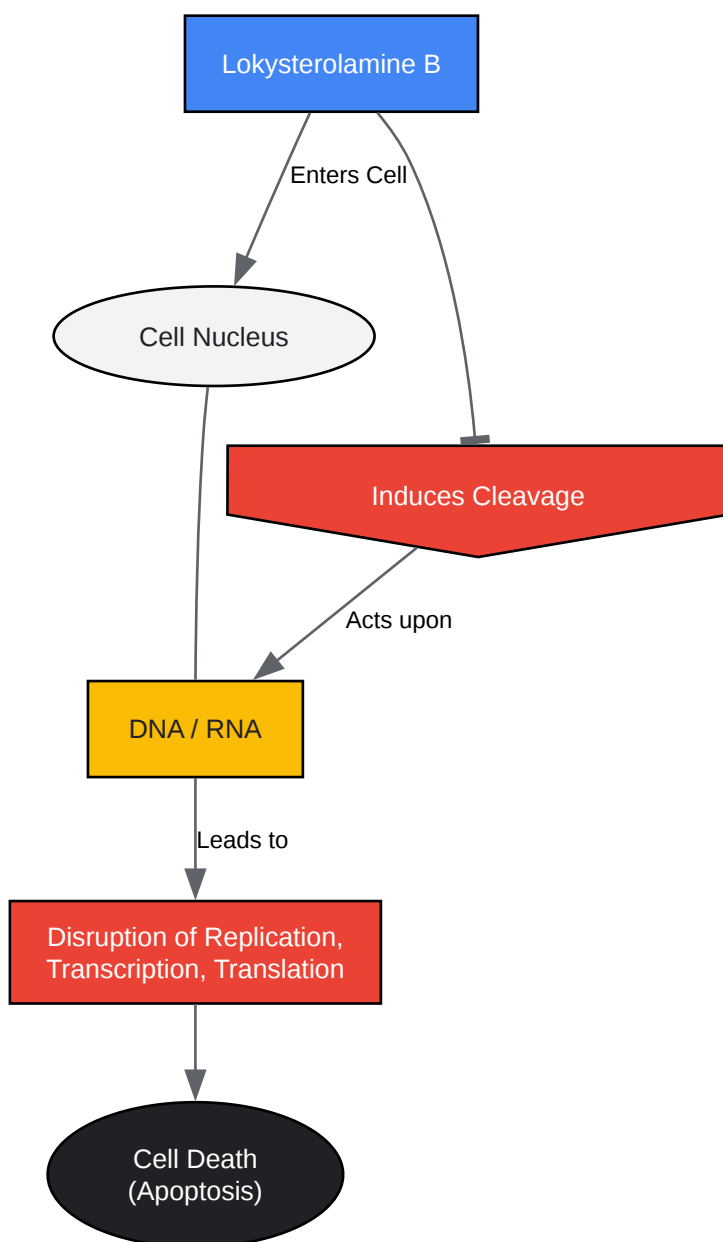 Lokysterolamine B
Enters Cell
Cell Nucleus
Induces Cleavage
Acts upon
DNA / RNA
Leads to
Disruption of Replication,
Transcription, Translation
Cell Death
(Apoptosis)